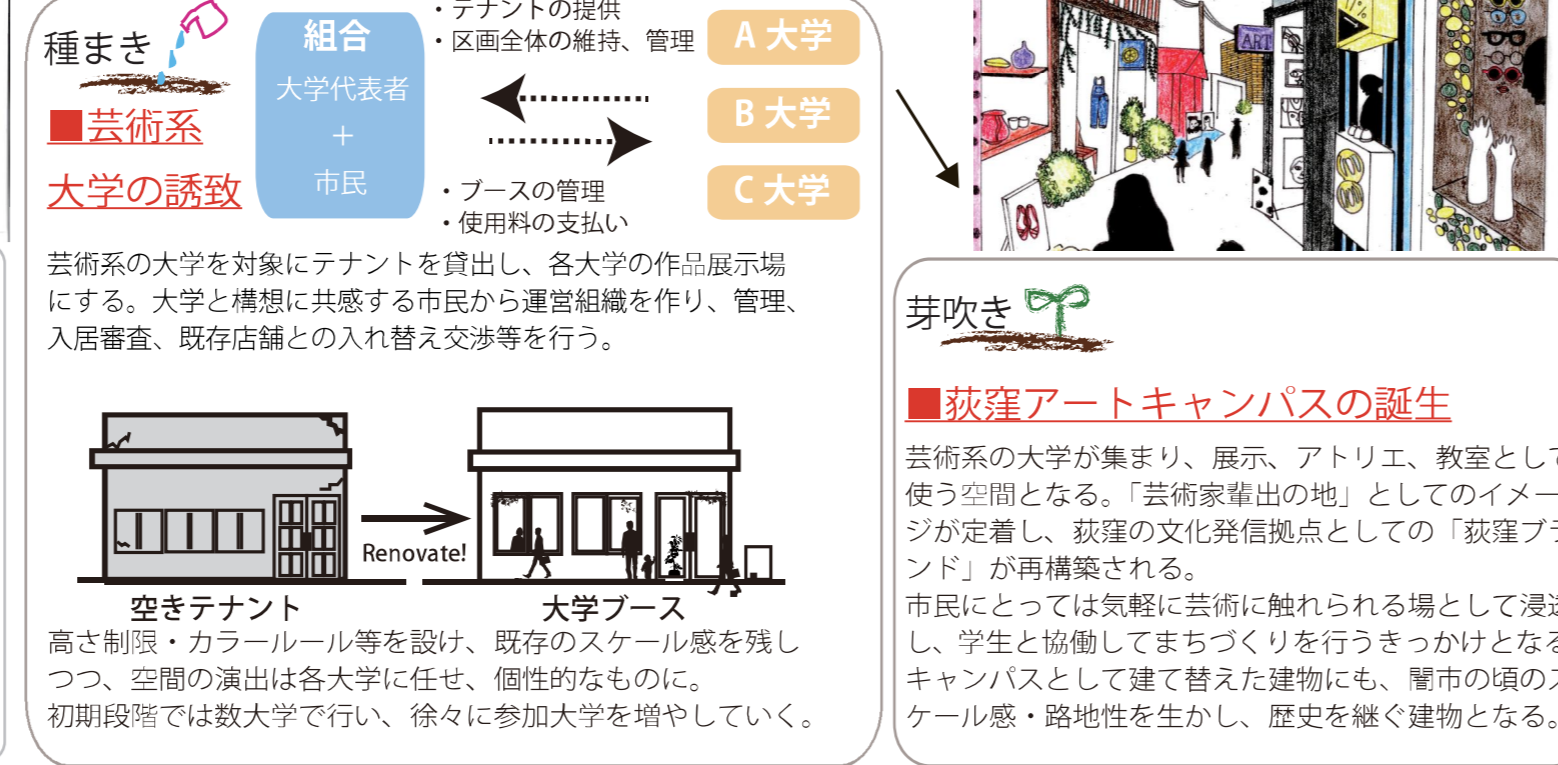 種まき
■芸術系
大学の誘致
組合
大学代表者
＋
市民
・テナントの提供
・区画全体の維持、管理
・ブースの管理
・使用料の支払い
A 大学
B 大学
C 大学
芸術系の大学を対象にテナントを貸出し、各大学の作品展示場
にする。大学と構想に共感する市民から運営組織を作り、管理、
入居審査、既存店舗との入れ替え交渉等を行う。
Renovate!
空きテナント
大学ブース
高さ制限・カラールール等を設け、既存のスケール感を残し
つつ、空間の演出は各大学に任せ、個性的なものに。
初期段階では数大学で行い、徐々に参加大学を増やしていく。
ART
芽吹き
■荻窪アートキャンパスの誕生
芸術系の大学が集まり、展示、アトリエ、教室として
使う空間となる。「芸術家輩出の地」としてのイメー
ジが定着し、荻窪の文化発信拠点としての「荻窪ブラ
ンド」が再構築される。
市民にとっては気軽に芸術に触れられる場として浸透
し、学生と協働してまちづくりを行うきっかけとなる
キャンパスとして建て替えた建物にも、闇市の頃のス
ケール感・路地性を生かし、歴史を継ぐ建物となる。